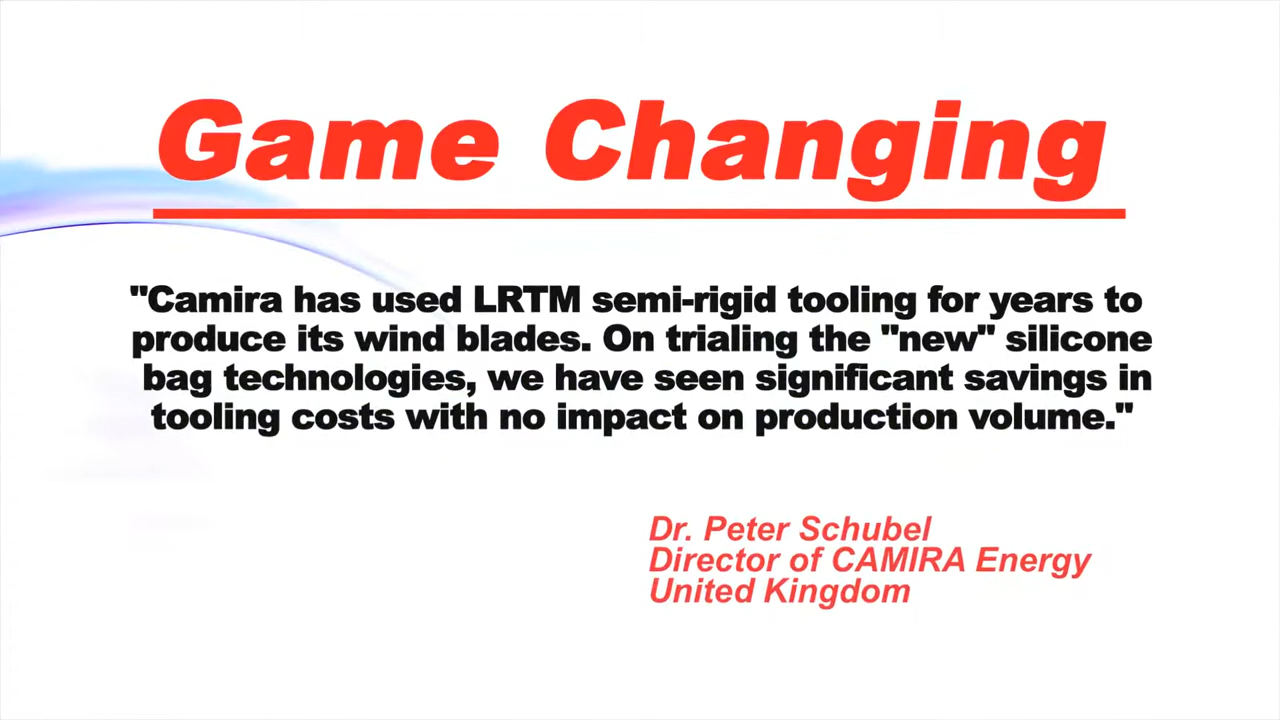 Game Changing
"Camira has used LRTM semi-rigid tooling for years to
produce its wind blades. On trialing the "new" silicone
bag technologies, we have seen significant savings in
tooling costs with no impact on production volume."
Dr. Peter Schubel
Director of CAMIRA Energy
United Kingdom